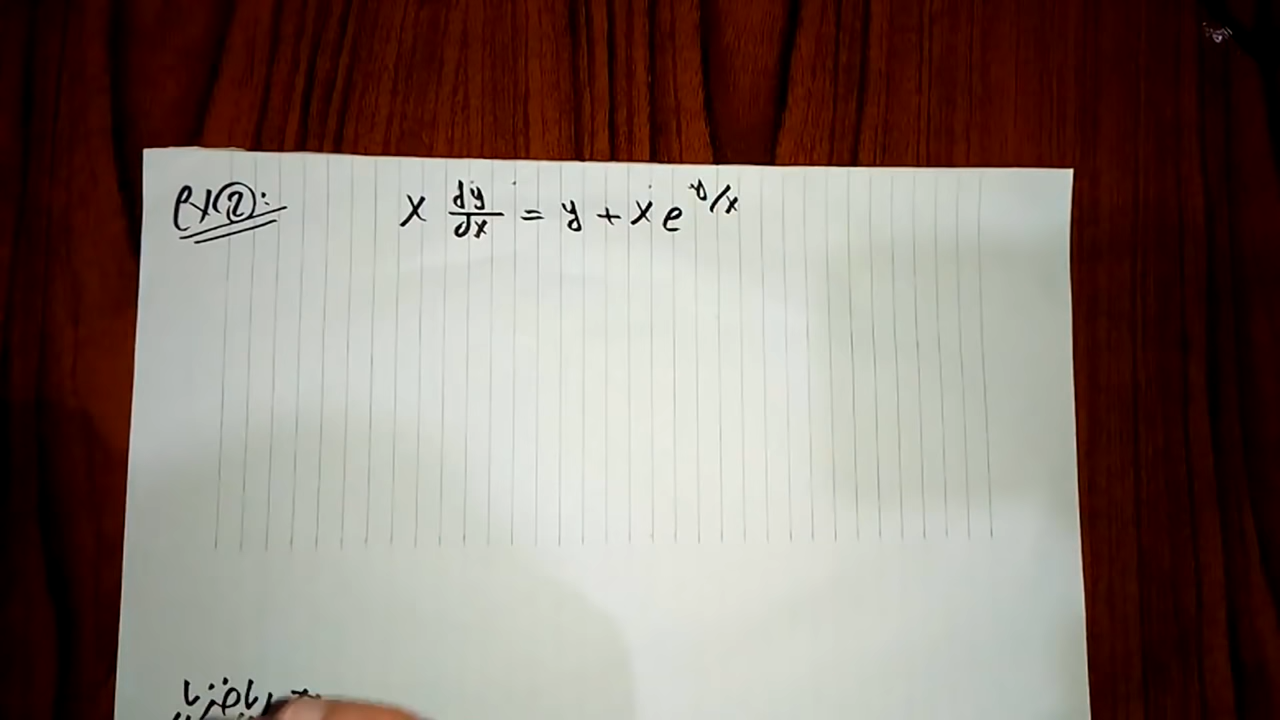 ex②: x dy/dx = y + x e^{y/x}